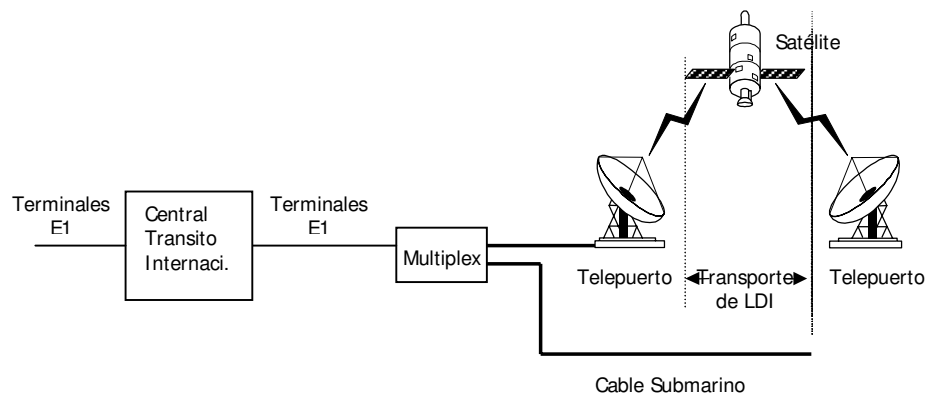 Satélite
Terminales
E1
Central
Transito
Internaci.
Terminales
E1
Multiplex
Telepuerto
Transporte
de LDI
Telepuerto
Cable Submarino